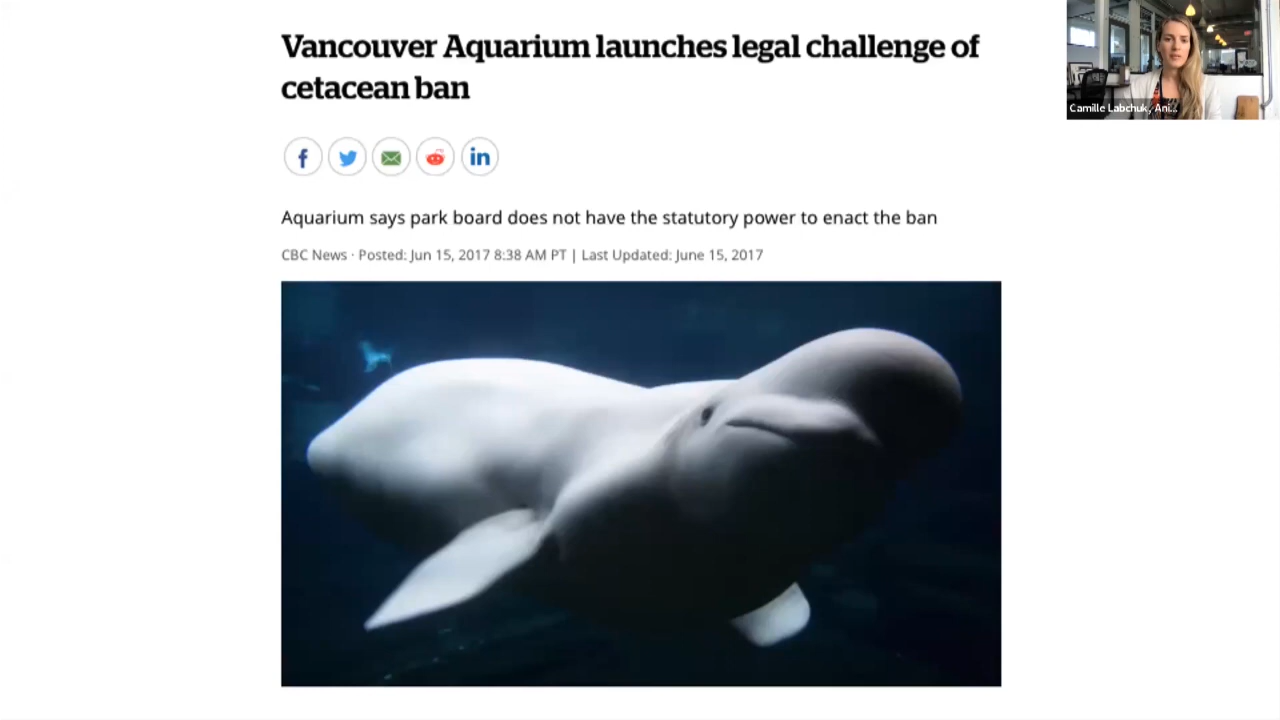 Vancouver Aquarium launches legal challenge of
cetacean ban
Aquarium says park board does not have the statutory power to enact the ban
CBC News · Posted: Jun 15, 2017 8:38 AM PT | Last Updated: June 15, 2017
Camille Labchuk, Ani...